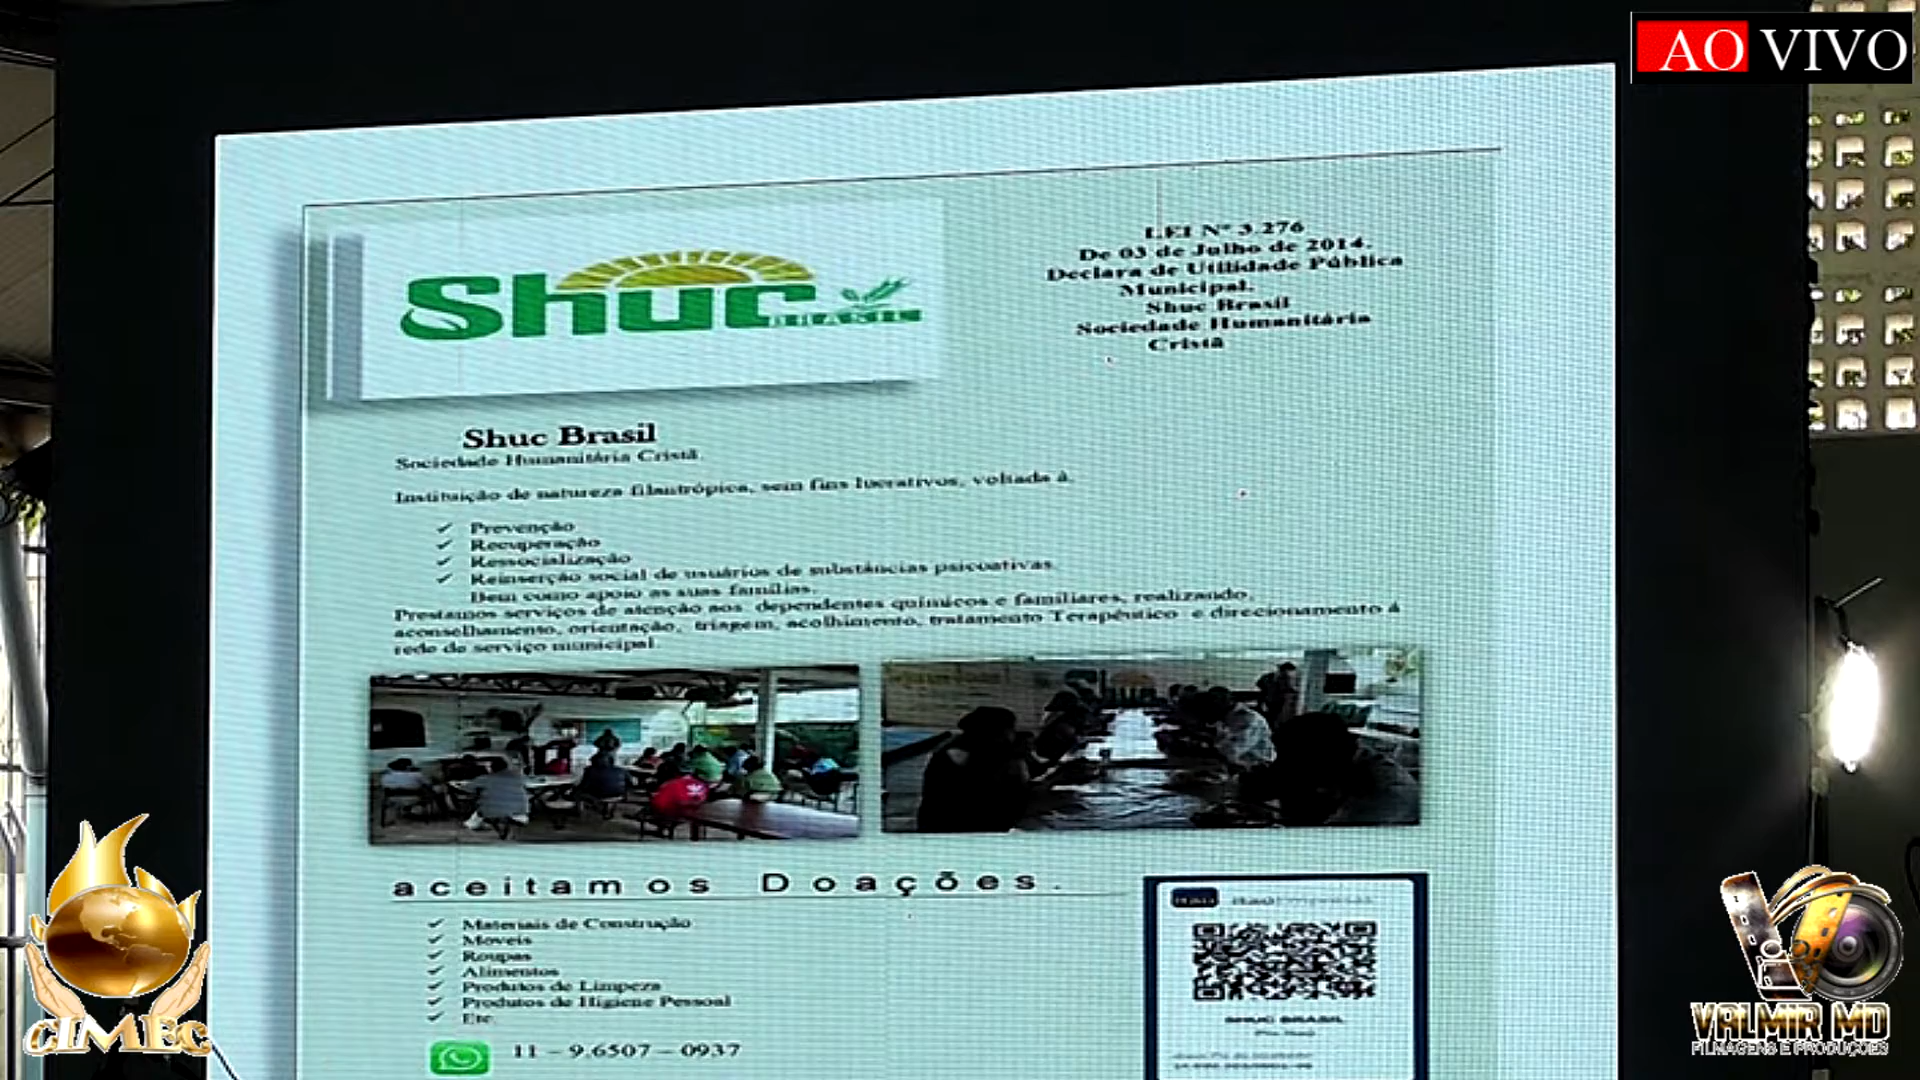 AO VIVO
Shuc
BRASIL
LEI Nº 3.276
De 03 de Julho de 2014.
Declara de Utilidade Pública
Municipal.
Shuc Brasil
Sociedade Humanitária
Cristã
Shuc Brasil
Sociedade Humanitária Cristã.
Instituição de natureza filantrópica, sem fins lucrativos, voltada à.
✓ Prevenção
✓ Recuperação
✓ Ressocialização
✓ Reinserção social de usuários de substâncias psicoativas.
Bem como apoio as suas famílias.
Prestamos serviços de atenção aos dependentes químicos e familiares, realizando,
aconselhamento, orientação, triagem, acolhimento, tratamento Terapêutico e direcionamento á
rede de serviço municipal.
aceitamos Doações.
✓ Materiais de Construção
✓ Moveis
✓ Roupas
✓ Alimentos
✓ Produtos de Limpeza
✓ Produtos de Higiene Pessoal
✓ Etc.
11 – 9.6507 – 0937
SHUC BRASIL
CIMEC
VALMIR MD
FILMAGENS E PRODUÇÕES